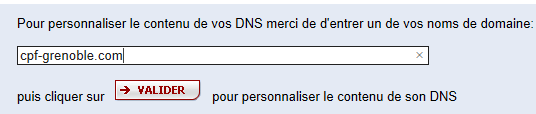 Pour personnaliser le contenu de vos DNS merci de d'entrer un de vos noms de domaine:
cpf-grenoble.com ×
puis cliquer sur → VALIDER pour personnaliser le contenu de son DNS